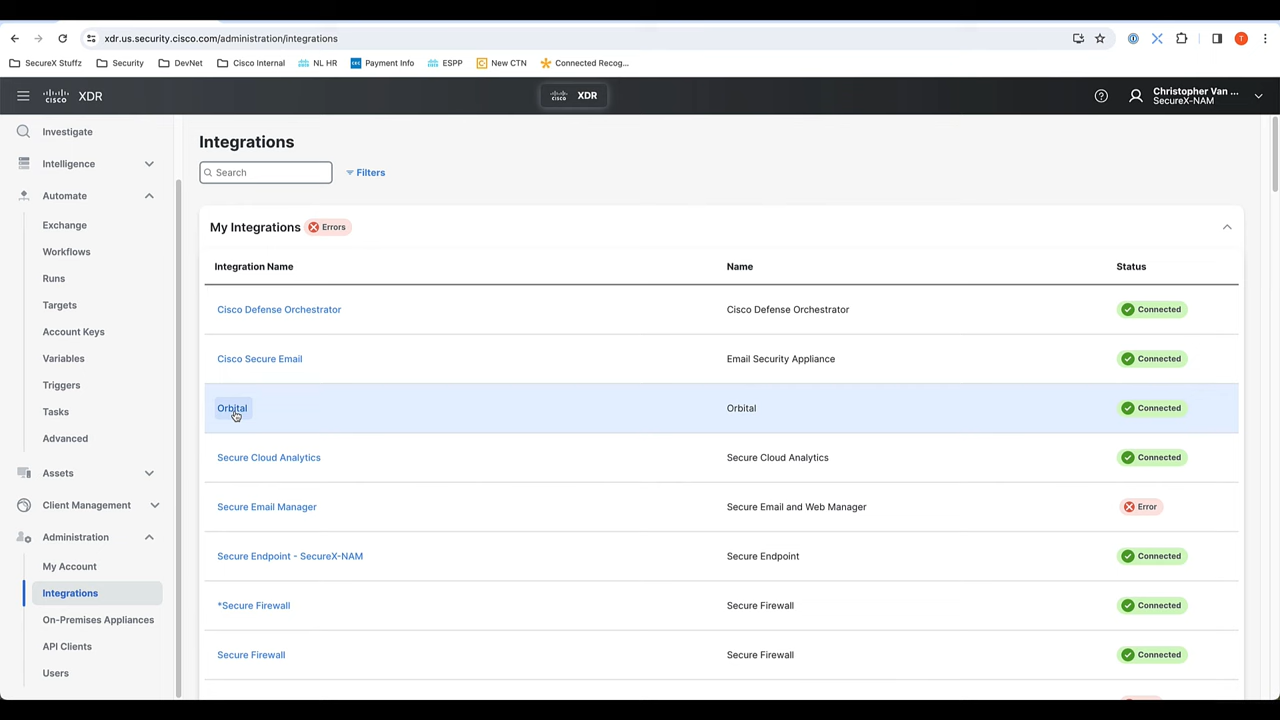 xdr.us.security.cisco.com/administration/integrations
T
SecureX Stuffz
Security
DevNet
Cisco Internal
NL HR
Payment Info
ESPP
New CTN
Connected Recog...
CISCO XDR
CISCO XDR
Christopher Van ...
SecureX-NAM
Investigate
Intelligence
Automate
Exchange
Workflows
Runs
Targets
Account Keys
Variables
Triggers
Tasks
Advanced
Assets
Client Management
Administration
My Account
Integrations
On-Premises Appliances
API Clients
Users
Integrations
Search
Filters
My Integrations Errors
Integration Name Name Status
Cisco Defense Orchestrator Cisco Defense Orchestrator Connected
Cisco Secure Email Email Security Appliance Connected
Orbital Orbital Connected
Secure Cloud Analytics Secure Cloud Analytics Connected
Secure Email Manager Secure Email and Web Manager Error
Secure Endpoint - SecureX-NAM Secure Endpoint Connected
*Secure Firewall Secure Firewall Connected
Secure Firewall Secure Firewall Connected